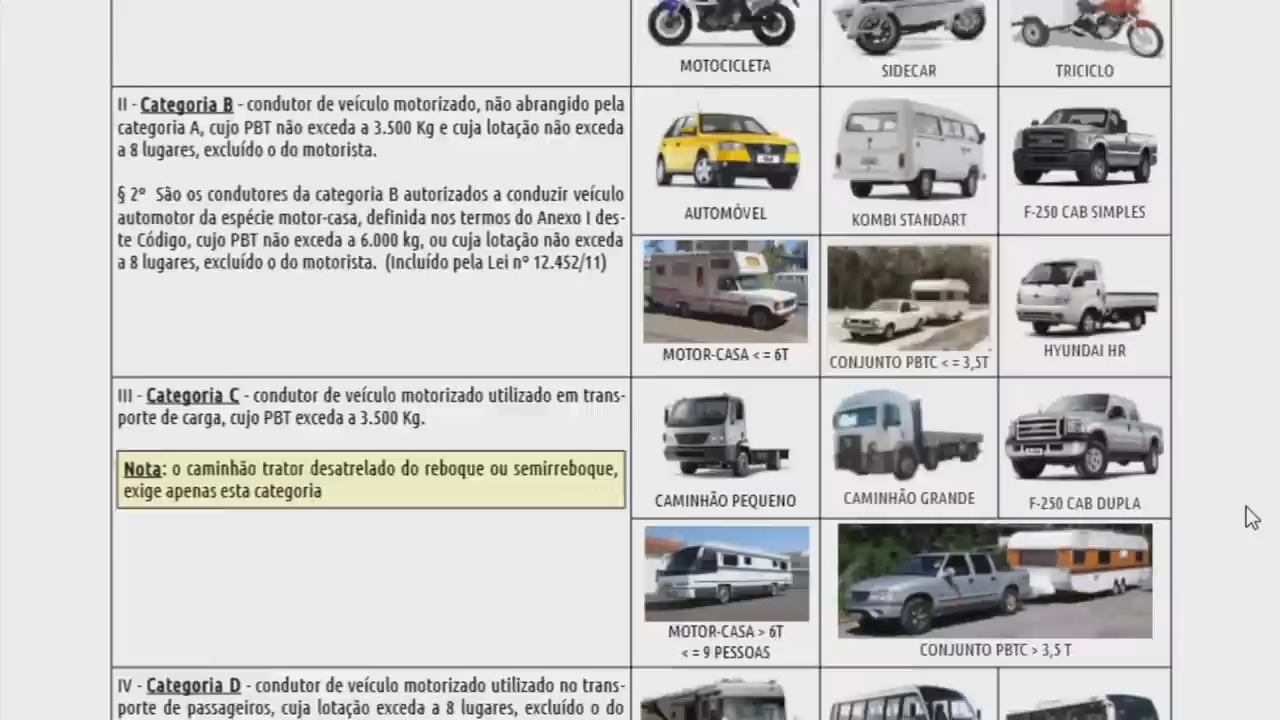 MOTOCICLETA
SIDECAR
TRICICLO
II - Categoria B - condutor de veículo motorizado, não abrangido pela
categoria A, cujo PBT não exceda a 3.500 Kg e cuja lotação não exceda
a 8 lugares, excluído o do motorista.
§ 2º São os condutores da categoria B autorizados a conduzir veículo
automotor da espécie motor-casa, definida nos termos do Anexo I des-
te Código, cujo PBT não exceda a 6.000 kg, ou cuja lotação não exceda
a 8 lugares, excluído o do motorista. (Incluído pela Lei nº 12.452/11)
AUTOMÓVEL
KOMBI STANDART
F-250 CAB SIMPLES
MOTOR-CASA < = 6T
CONJUNTO PBTC < = 3,5T
HYUNDAI HR
III - Categoria C - condutor de veículo motorizado utilizado em trans-
porte de carga, cujo PBT exceda a 3.500 Kg.
Nota: o caminhão trator desatrelado do reboque ou semirreboque,
exige apenas esta categoria
CAMINHÃO PEQUENO
CAMINHÃO GRANDE
F-250 CAB DUPLA
MOTOR-CASA > 6T
< = 9 PESSOAS
CONJUNTO PBTC > 3,5 T
IV - Categoria D - condutor de veículo motorizado utilizado no trans-
porte de passageiros, cuja lotação exceda a 8 lugares, excluído o do